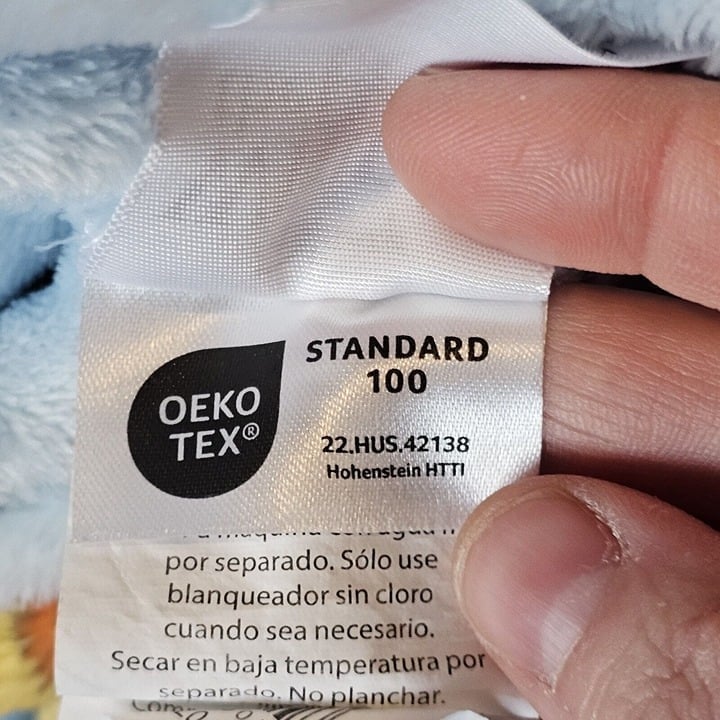 OEKO
TEX®
STANDARD
100
22.HUS.42138
Hohenstein HTTI
por separado. Sólo use
blanqueador sin cloro
cuando sea necesario.
Secar en baja temperatura por
separado. No planchar.